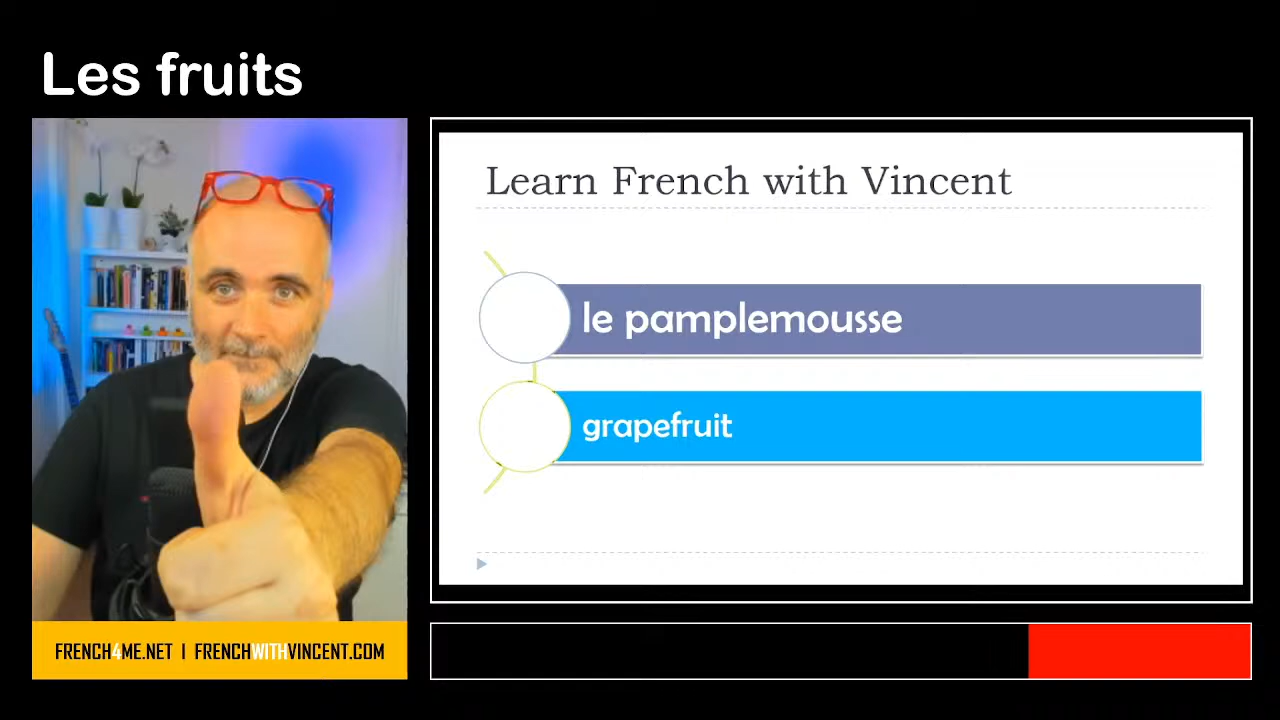 Les fruits
Learn French with Vincent
le pamplemousse
grapefruit
FRENCH4ME.NET | FRENCHWITHVINCENT.COM